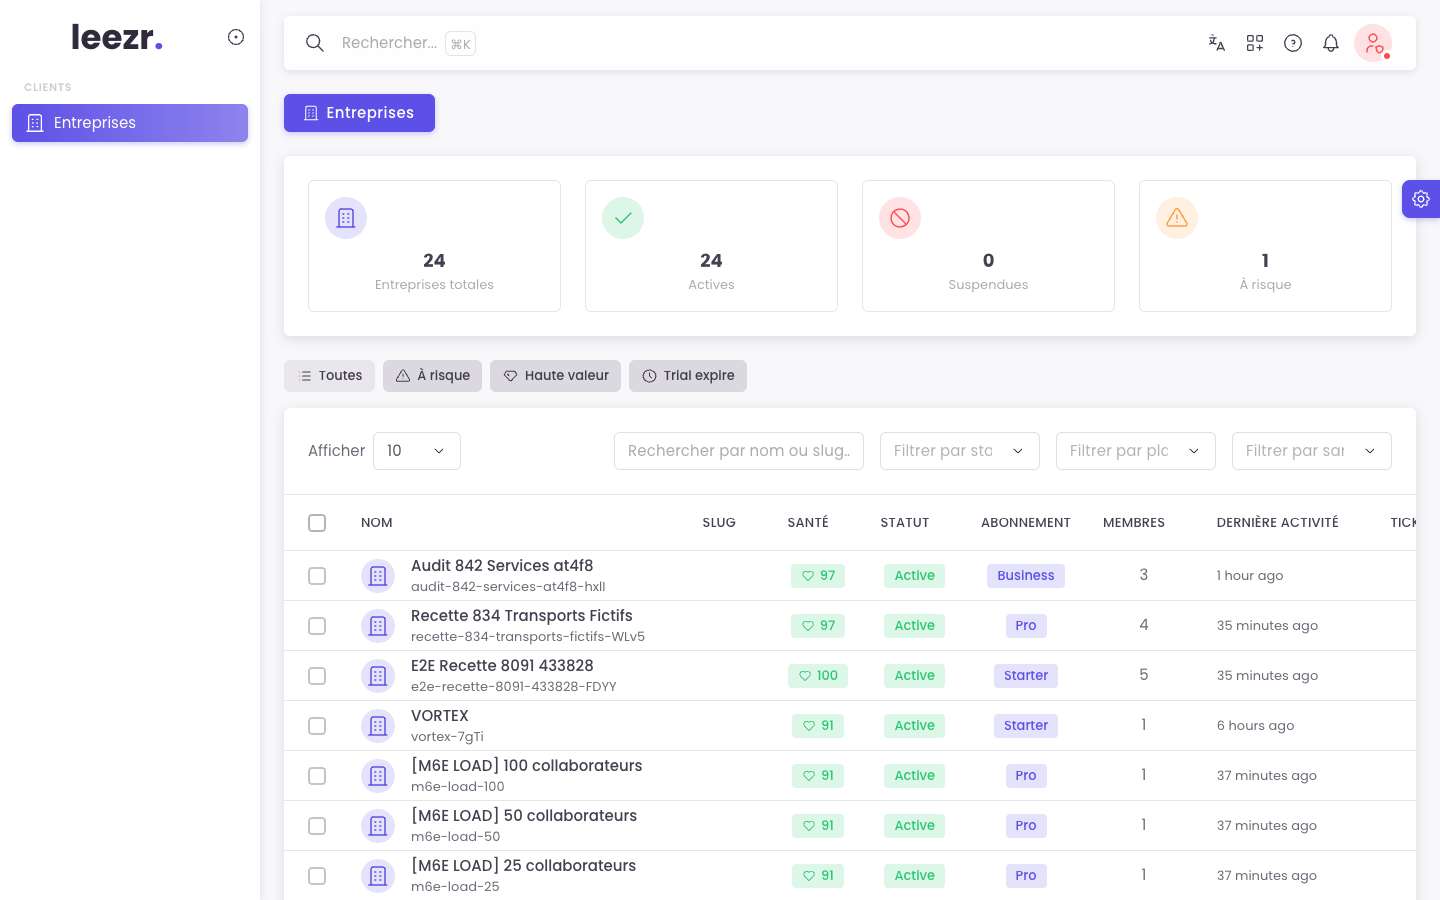 leezr.
Rechercher... ⌘K
CLIENTS
Entreprises
Entreprises
24
Entreprises totales
24
Actives
0
Suspendues
1
À risque
Toutes
À risque
Haute valeur
Trial expire
Afficher 10
Rechercher par nom ou slug..
Filtrer par sta
Filtrer par pla
Filtrer par san
NOM SLUG SANTÉ STATUT ABONNEMENT MEMBRES DERNIÈRE ACTIVITÉ TICK
Audit 842 Services at4f8
audit-842-services-at4f8-hxll
97 Active Business 3 1 hour ago
Recette 834 Transports Fictifs
recette-834-transports-fictifs-WLv5
97 Active Pro 4 35 minutes ago
E2E Recette 8091 433828
e2e-recette-8091-433828-FDYY
100 Active Starter 5 35 minutes ago
VORTEX
vortex-7gTi
91 Active Starter 1 6 hours ago
[M6E LOAD] 100 collaborateurs
m6e-load-100
91 Active Pro 1 37 minutes ago
[M6E LOAD] 50 collaborateurs
m6e-load-50
91 Active Pro 1 37 minutes ago
[M6E LOAD] 25 collaborateurs
m6e-load-25
91 Active Pro 1 37 minutes ago